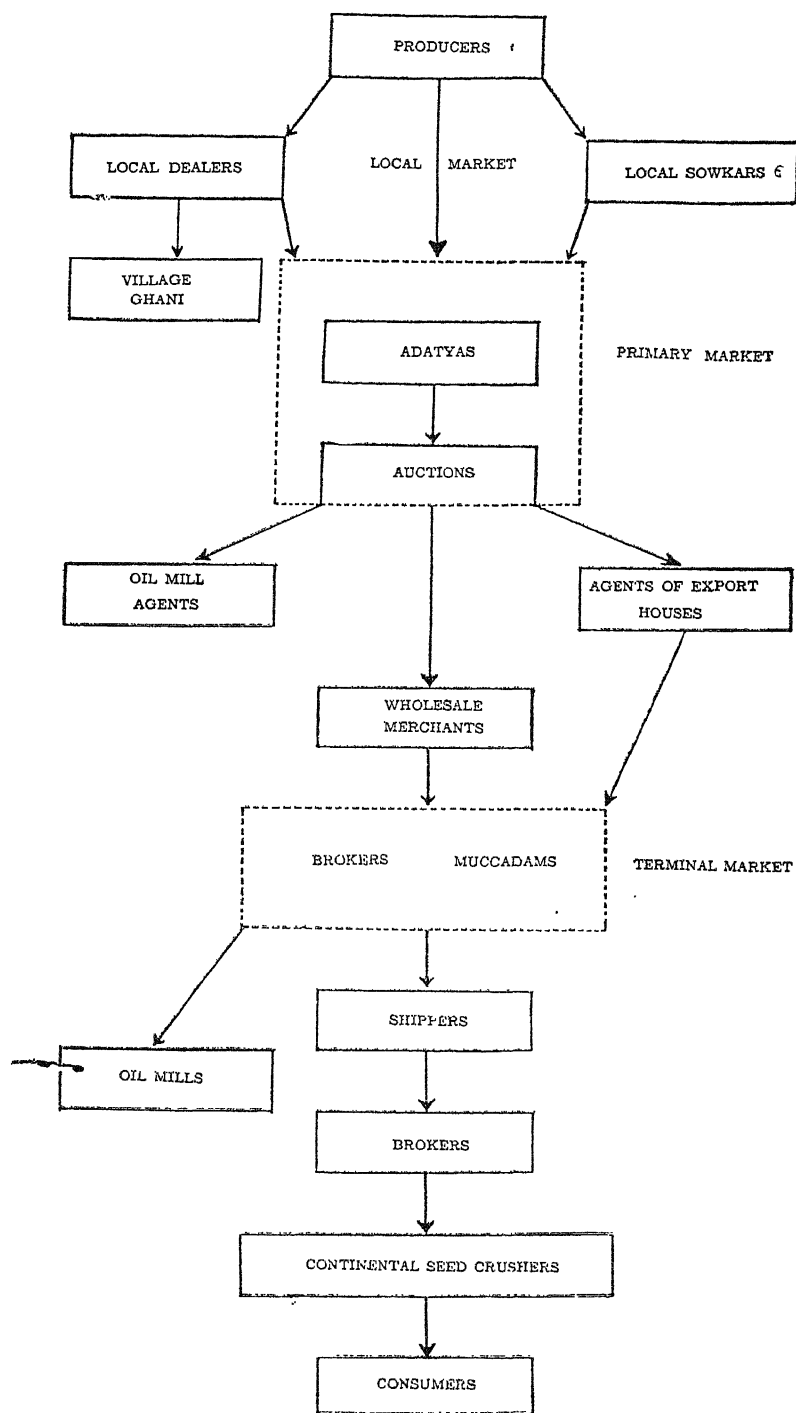 PRODUCERS
LOCAL DEALERS
LOCAL MARKET
LOCAL SOWKARS
VILLAGE
GHANI
ADATYAS
PRIMARY MARKET
AUCTIONS
OIL MILL
AGENTS
AGENTS OF EXPORT
HOUSES
WHOLESALE
MERCHANTS
BROKERS MUCCADAMS
TERMINAL MARKET
SHIPPERS
OIL MILLS
BROKERS
CONTINENTAL SEED CRUSHERS
CONSUMERS